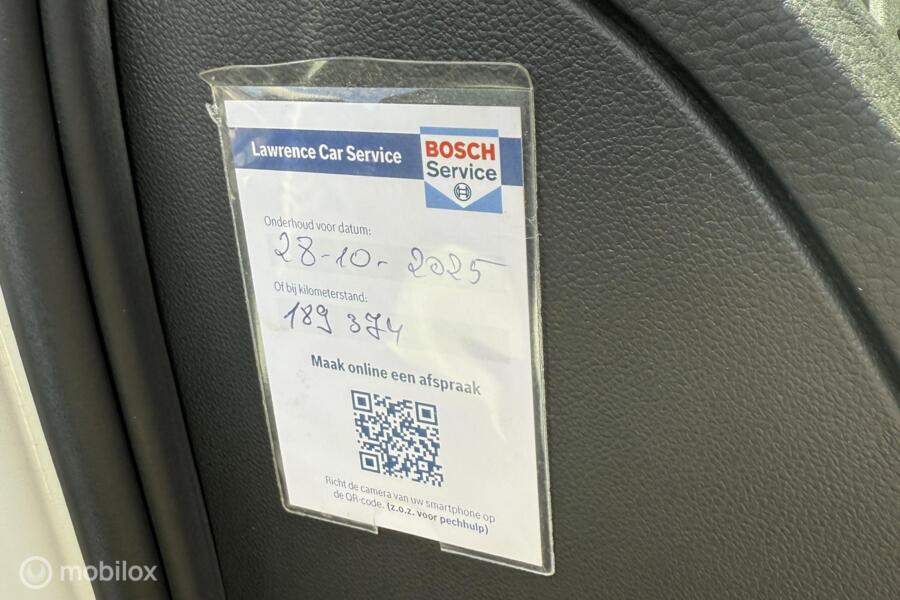 Lawrence Car Service
BOSCH
Service
Onderhoud voor datum:
28-10-2025
Of bij kilometerstand:
189 374
Maak online een afspraak
Richt de camera van uw smartphone op
de QR-code. (z.o.z. voor pechhulp)
mobilox